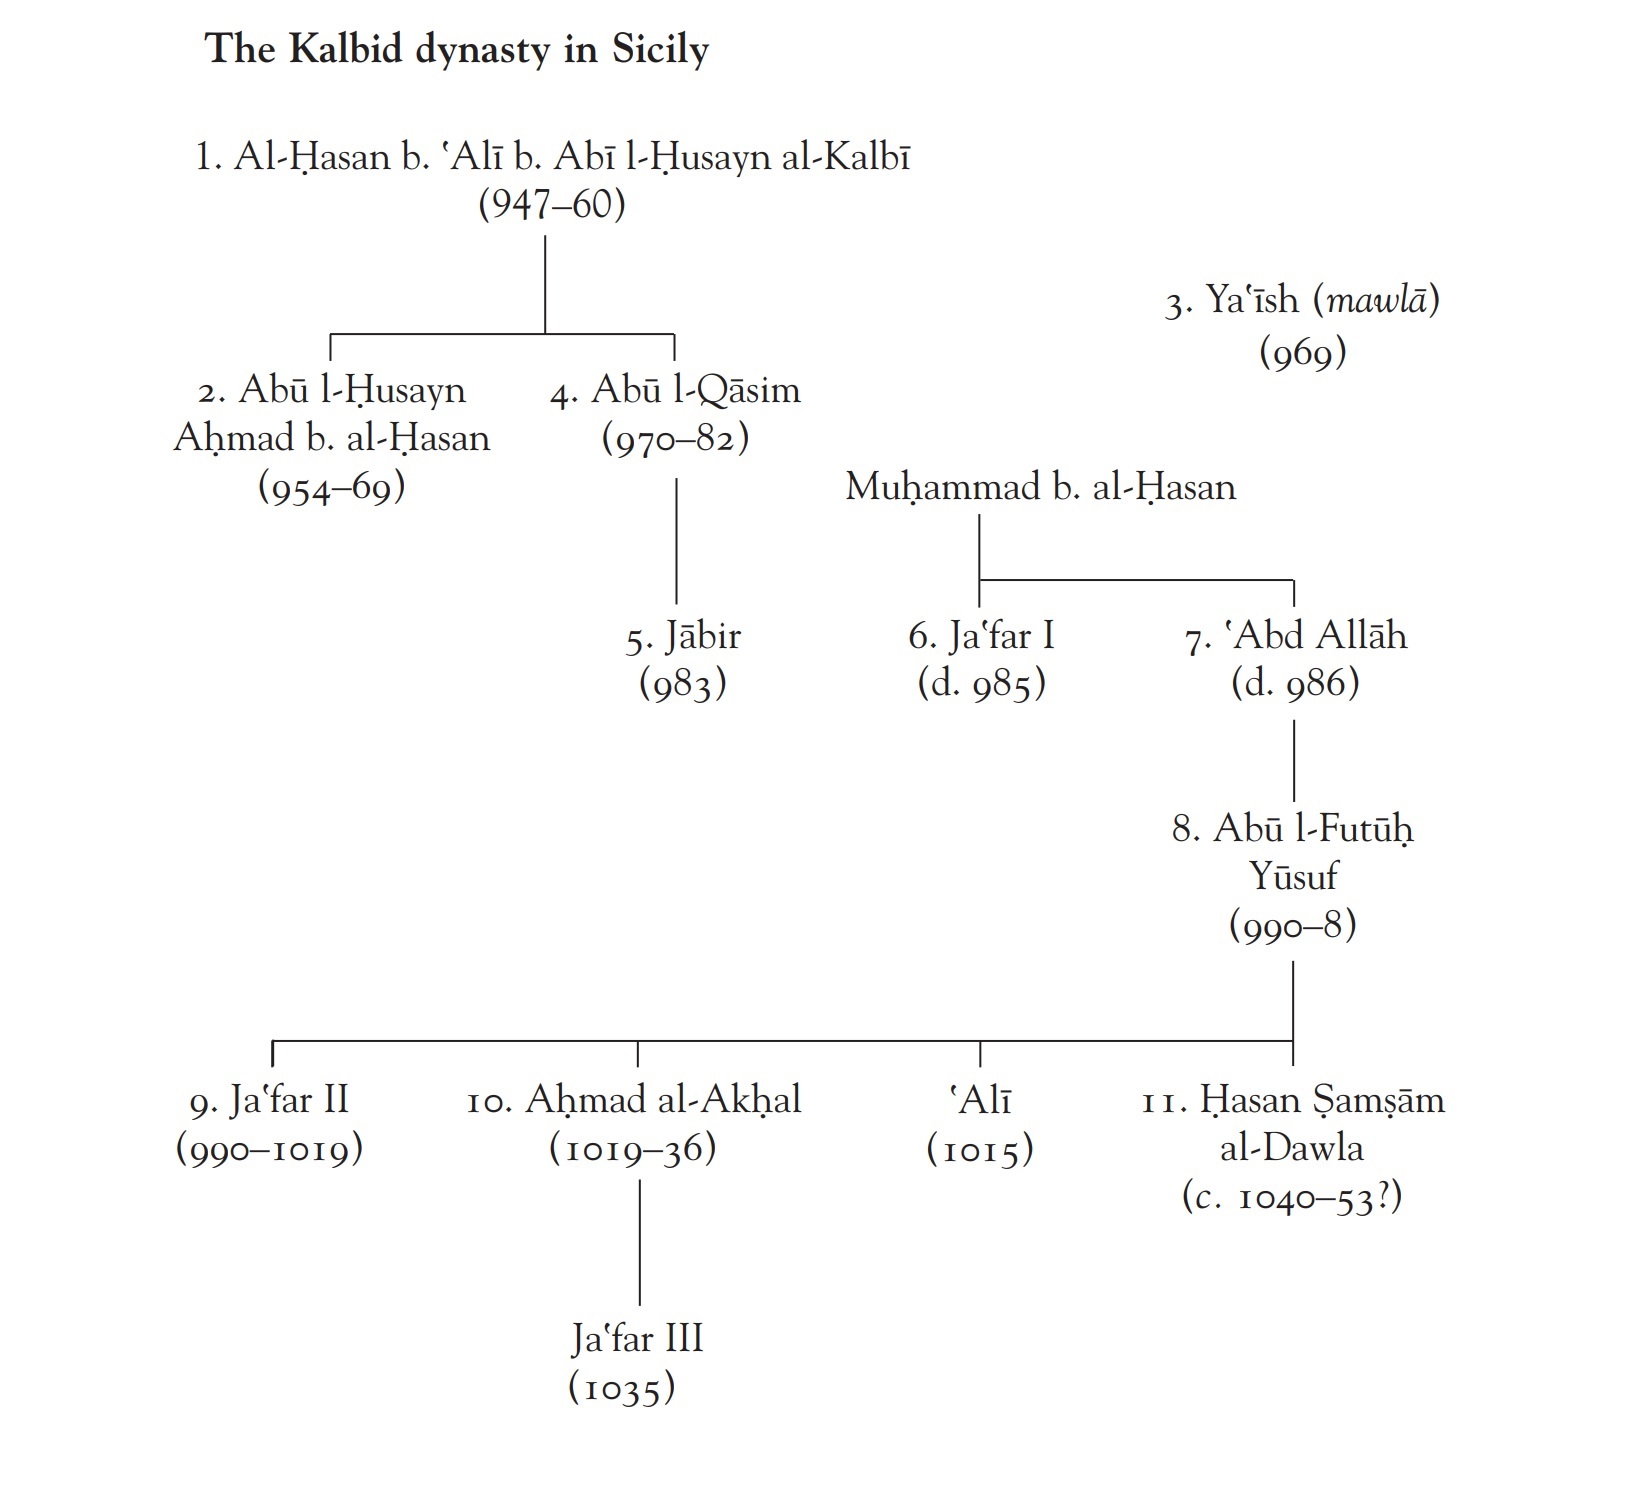 The Kalbid dynasty in Sicily
1. Al-Ḥasan b. ʿAlī b. Abī l-Ḥusayn al-Kalbī
(947–60)
3. Yaʿīsh (mawlā)
(969)
2. Abū l-Ḥusayn
Aḥmad b. al-Ḥasan
(954–69)
4. Abū l-Qāsim
(970–82)
Muḥammad b. al-Ḥasan
5. Jābir
(983)
6. Jaʿfar I
(d. 985)
7. ʿAbd Allāh
(d. 986)
8. Abū l-Futūḥ
Yūsuf
(990–8)
9. Jaʿfar II
(990–1019)
10. Aḥmad al-Akḥal
(1019–36)
ʿAlī
(1015)
11. Ḥasan Ṣamṣām
al-Dawla
(c. 1040–53?)
Jaʿfar III
(1035)